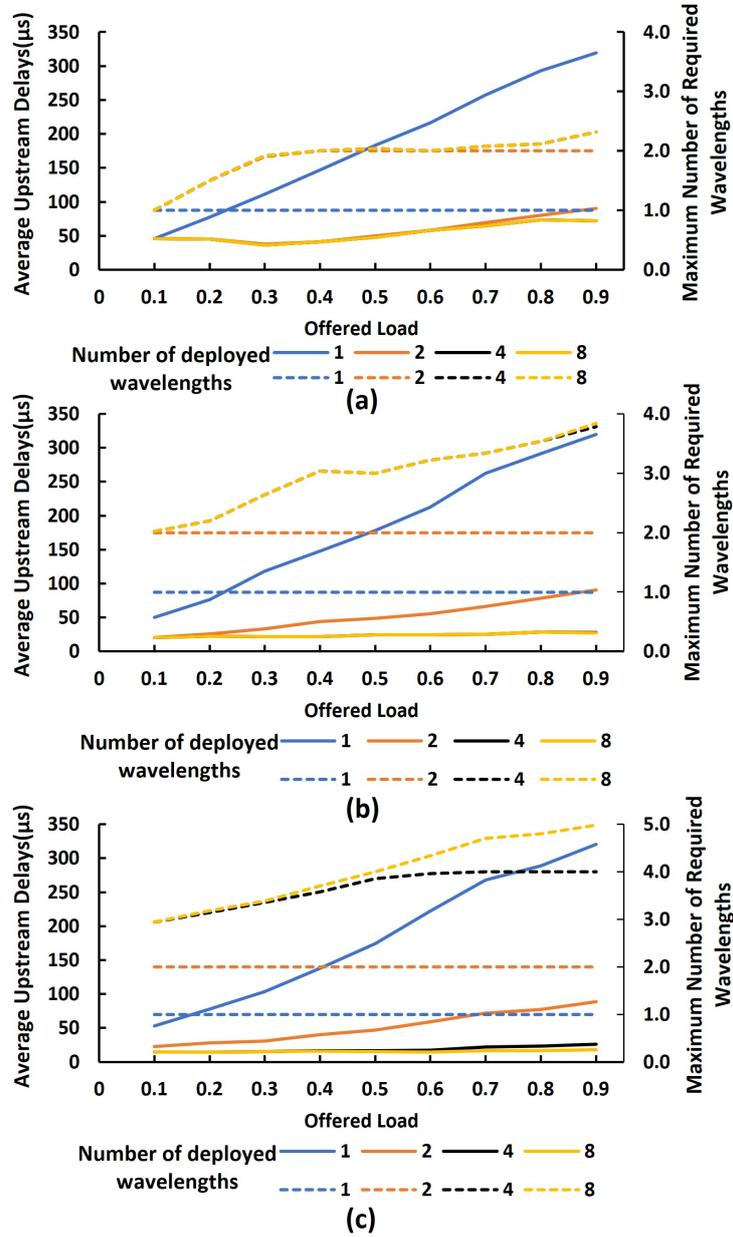 Average Upstream Delays(µs)
350
300
250
200
150
100
50
0
4.0
3.0
2.0
1.0
0.0
Maximum Number of Required
Wavelengths
0 0.1 0.2 0.3 0.4 0.5 0.6 0.7 0.8 0.9
Offered Load
Number of deployed 1 2 4 8
wavelengths 1 2 4 8
(a)
Average Upstream Delays(µs)
350
300
250
200
150
100
50
0
4.0
3.0
2.0
1.0
0.0
Maximum Number of Required
Wavelengths
0 0.1 0.2 0.3 0.4 0.5 0.6 0.7 0.8 0.9
Offered Load
Number of deployed 1 2 4 8
wavelengths 1 2 4 8
(b)
Average Upstream Delays(µs)
350
300
250
200
150
100
50
0
5.0
4.0
3.0
2.0
1.0
0.0
Maximum Number of Required
Wavelengths
0 0.1 0.2 0.3 0.4 0.5 0.6 0.7 0.8 0.9
Offered Load
Number of deployed 1 2 4 8
wavelengths 1 2 4 8
(c)